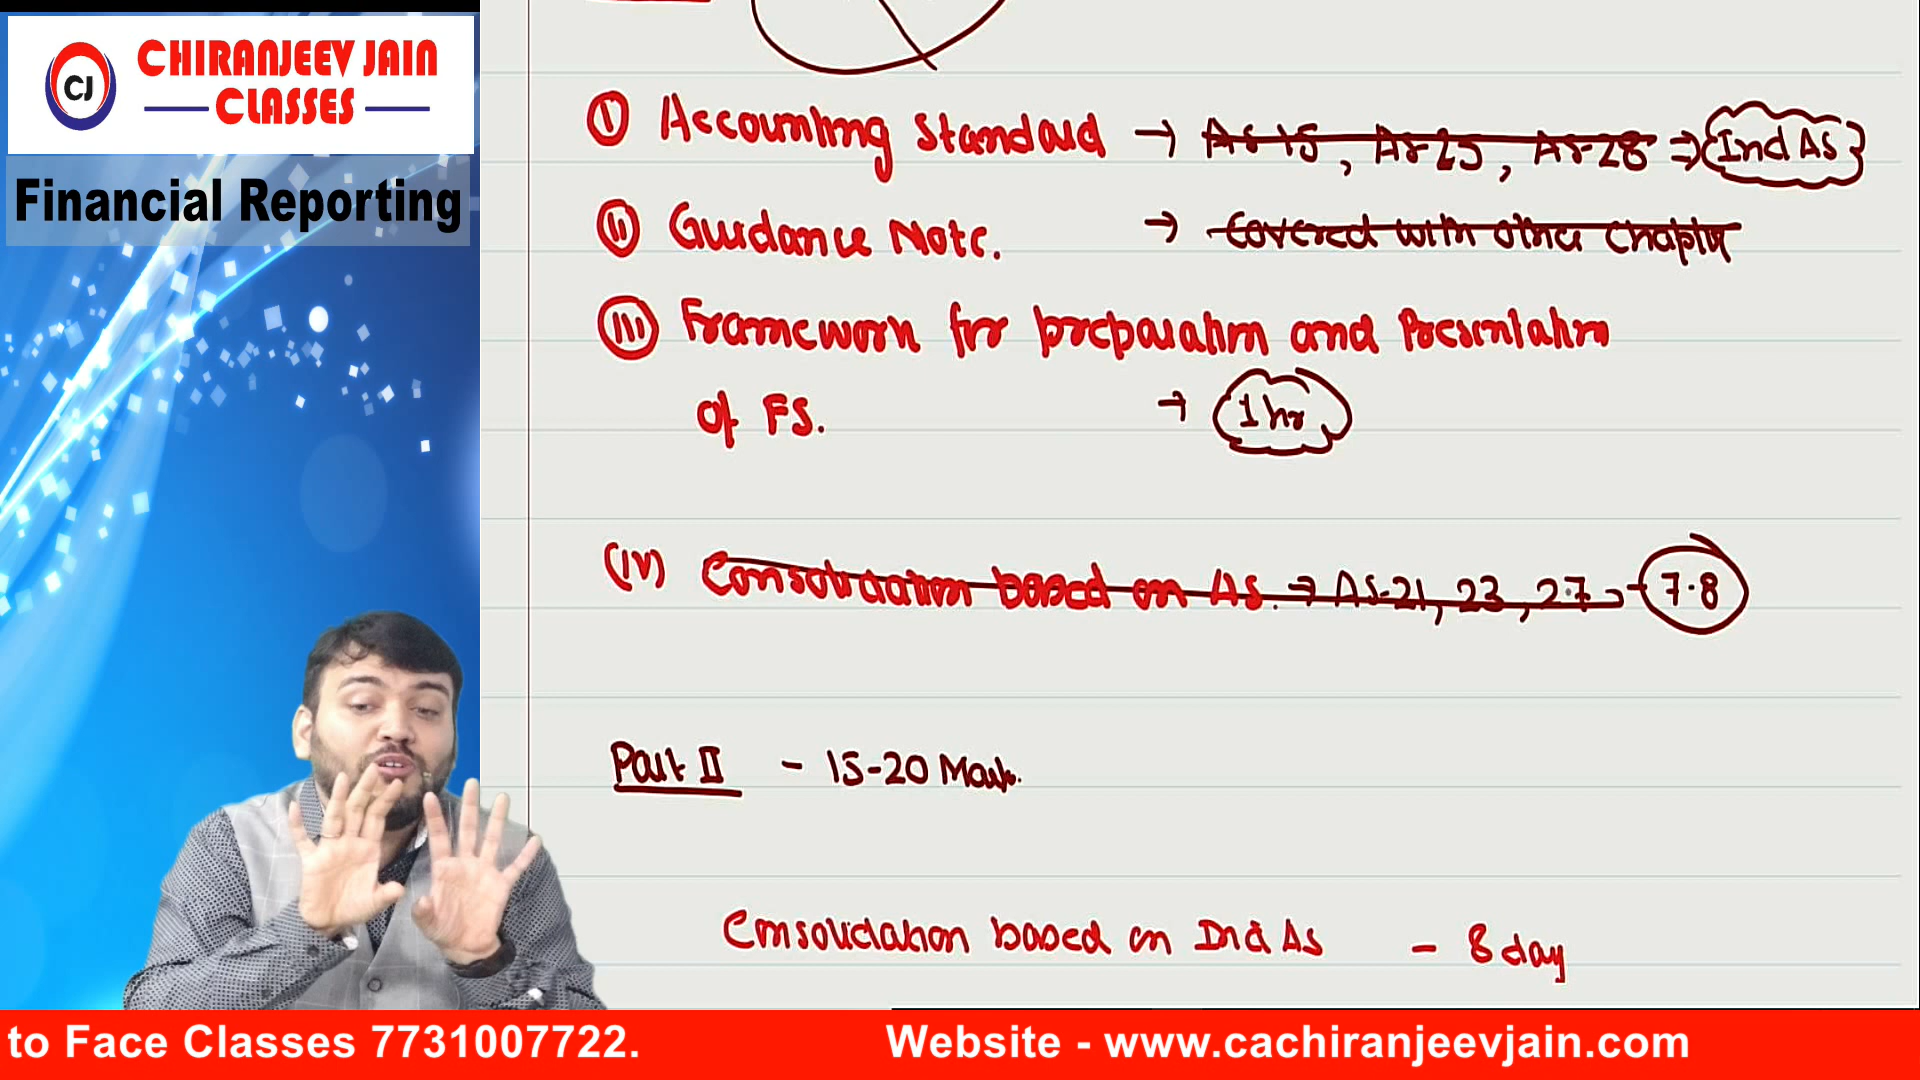 CHIRANJEEV JAIN
CLASSES
CJ
Financial Reporting
(i) Accounting Standard → AS 15, AS-25, AS-28 ⇒ Ind AS
(ii) Guidance Note. → Covered with other Chapter
(iii) Framework for preparation and Presentation
of FS. → 1 hr
(iv) Consolidation based on AS. → AS-21, 23, 27 → 7.8
Part II - 15-20 Mark.
Consolidation based on Ind AS - 8 day
to Face Classes 7731007722. Website - www.cachiranjeevjain.com